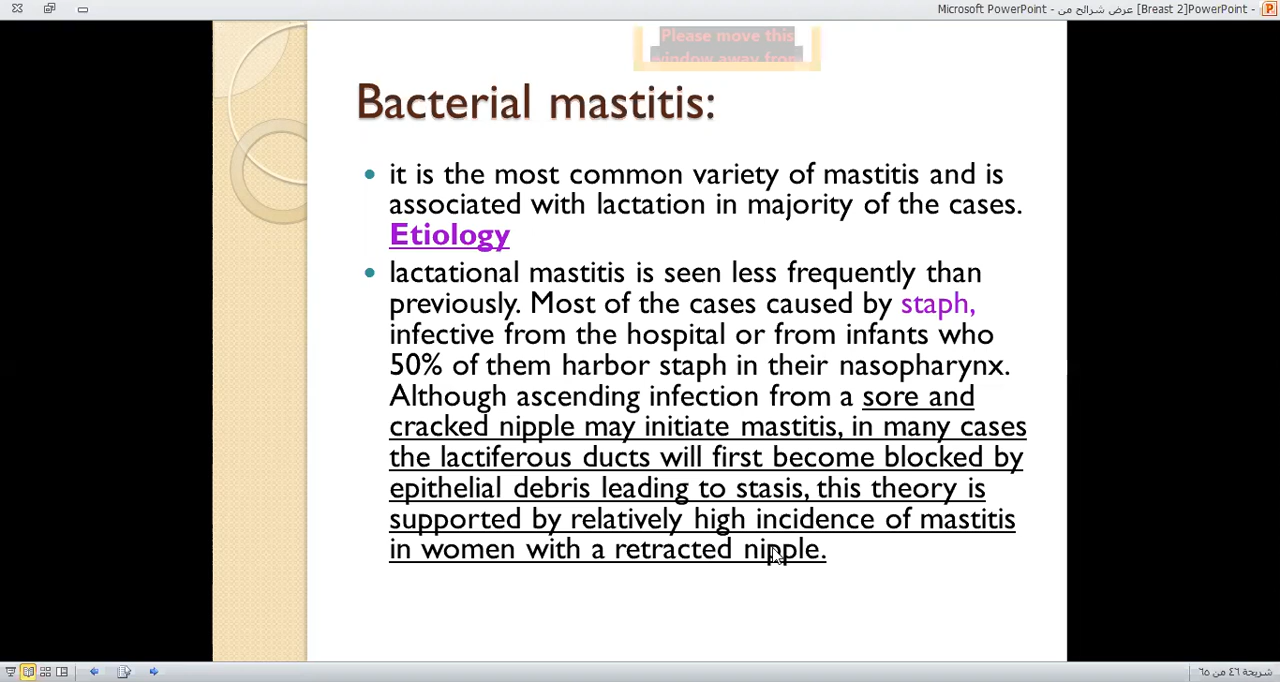 Microsoft PowerPoint - عرض شرائح من [Breast 2]PowerPoint -
Please move this
window away from
Bacterial mastitis:
it is the most common variety of mastitis and is
associated with lactation in majority of the cases.
Etiology
lactational mastitis is seen less frequently than
previously. Most of the cases caused by staph,
infective from the hospital or from infants who
50% of them harbor staph in their nasopharynx.
Although ascending infection from a sore and
cracked nipple may initiate mastitis, in many cases
the lactiferous ducts will first become blocked by
epithelial debris leading to stasis, this theory is
supported by relatively high incidence of mastitis
in women with a retracted nipple.
شريحة ٤٦ من ٦٥